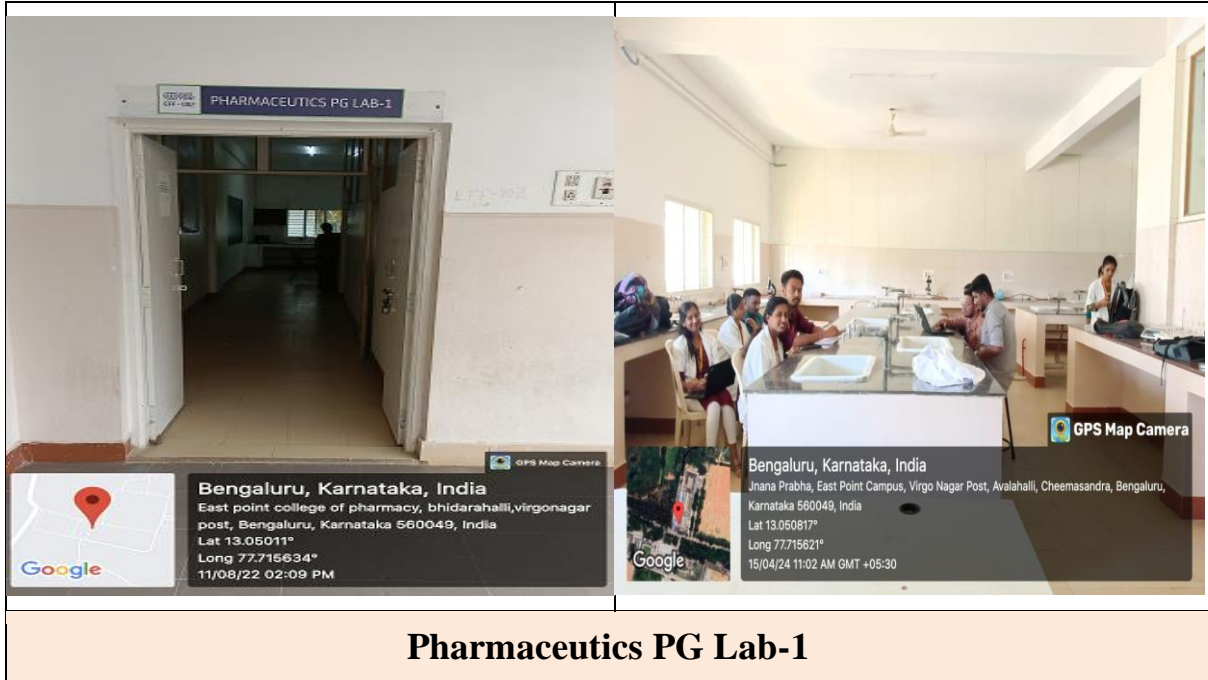 PHARMACEUTICS PG LAB-1
GPS Map Camera
Bengaluru, Karnataka, India
East point college of pharmacy, bhidarahalli,virgonagar
post, Bengaluru, Karnataka 560049, India
Lat 13.05011°
Long 77.715634°
11/08/22 02:09 PM
Google
GPS Map Camera
Bengaluru, Karnataka, India
Jnana Prabha, East Point Campus, Virgo Nagar Post, Avalahalli, Cheemasandra, Bengaluru,
Karnataka 560049, India
Lat 13.050817°
Long 77.715621°
15/04/24 11:02 AM GMT +05:30
Google
Pharmaceutics PG Lab-1